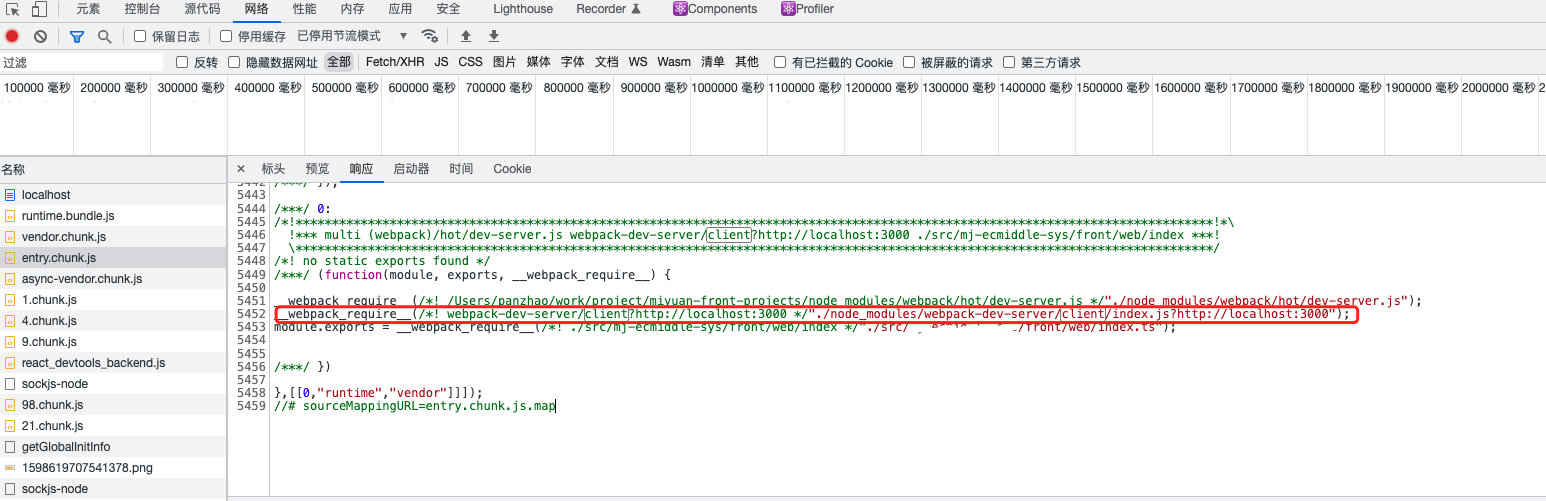 元素 控制台 源代码 网络 性能 内存 应用 安全 Lighthouse Recorder Components Profiler
保留日志 停用缓存 已停用节流模式
过滤 反转 隐藏数据网址 全部 Fetch/XHR JS CSS 图片 媒体 字体 文档 WS Wasm 清单 其他 有已拦截的 Cookie 被屏蔽的请求 第三方请求
100000 毫秒 200000 毫秒 300000 毫秒 400000 毫秒 500000 毫秒 600000 毫秒 700000 毫秒 800000 毫秒 900000 毫秒 1000000 毫秒 1100000 毫秒 1200000 毫秒 1300000 毫秒 1400000 毫秒 1500000 毫秒 1600000 毫秒 1700000 毫秒 1800000 毫秒 1900000 毫秒 2000000 毫秒 2
名称
localhost
runtime.bundle.js
vendor.chunk.js
entry.chunk.js
async-vendor.chunk.js
1.chunk.js
4.chunk.js
9.chunk.js
react_devtools_backend.js
sockjs-node
98.chunk.js
21.chunk.js
getGlobalInitInfo
1598619707541378.png
sockjs-node
× 标头 预览 响应 启动器 时间 Cookie
5442 /***/ }),
5443
5444 /***/ 0:
5445 /*!*******************************************************************************************************************************!*\
5446   !*** multi (webpack)/hot/dev-server.js webpack-dev-server/client?http://localhost:3000 ./src/mj-ecmiddle-sys/front/web/index ***!
5447   \*******************************************************************************************************************************/
5448 /*! no static exports found */
5449 /***/ (function(module, exports, __webpack_require__) {
5450
5451 __webpack_require__(/*! /Users/panzhao/work/project/miyuan-front-projects/node_modules/webpack/hot/dev-server.js */"./node_modules/webpack/hot/dev-server.js");
5452 __webpack_require__(/*! webpack-dev-server/client?http://localhost:3000 */"./node_modules/webpack-dev-server/client/index.js?http://localhost:3000");
5453 module.exports = __webpack_require__(/*! ./src/mj-ecmiddle-sys/front/web/index */"./src/ /front/web/index.ts");
5454
5455
5456 /***/ })
5457
5458 },[[0,"runtime","vendor"]]]);
5459 //# sourceMappingURL=entry.chunk.js.map